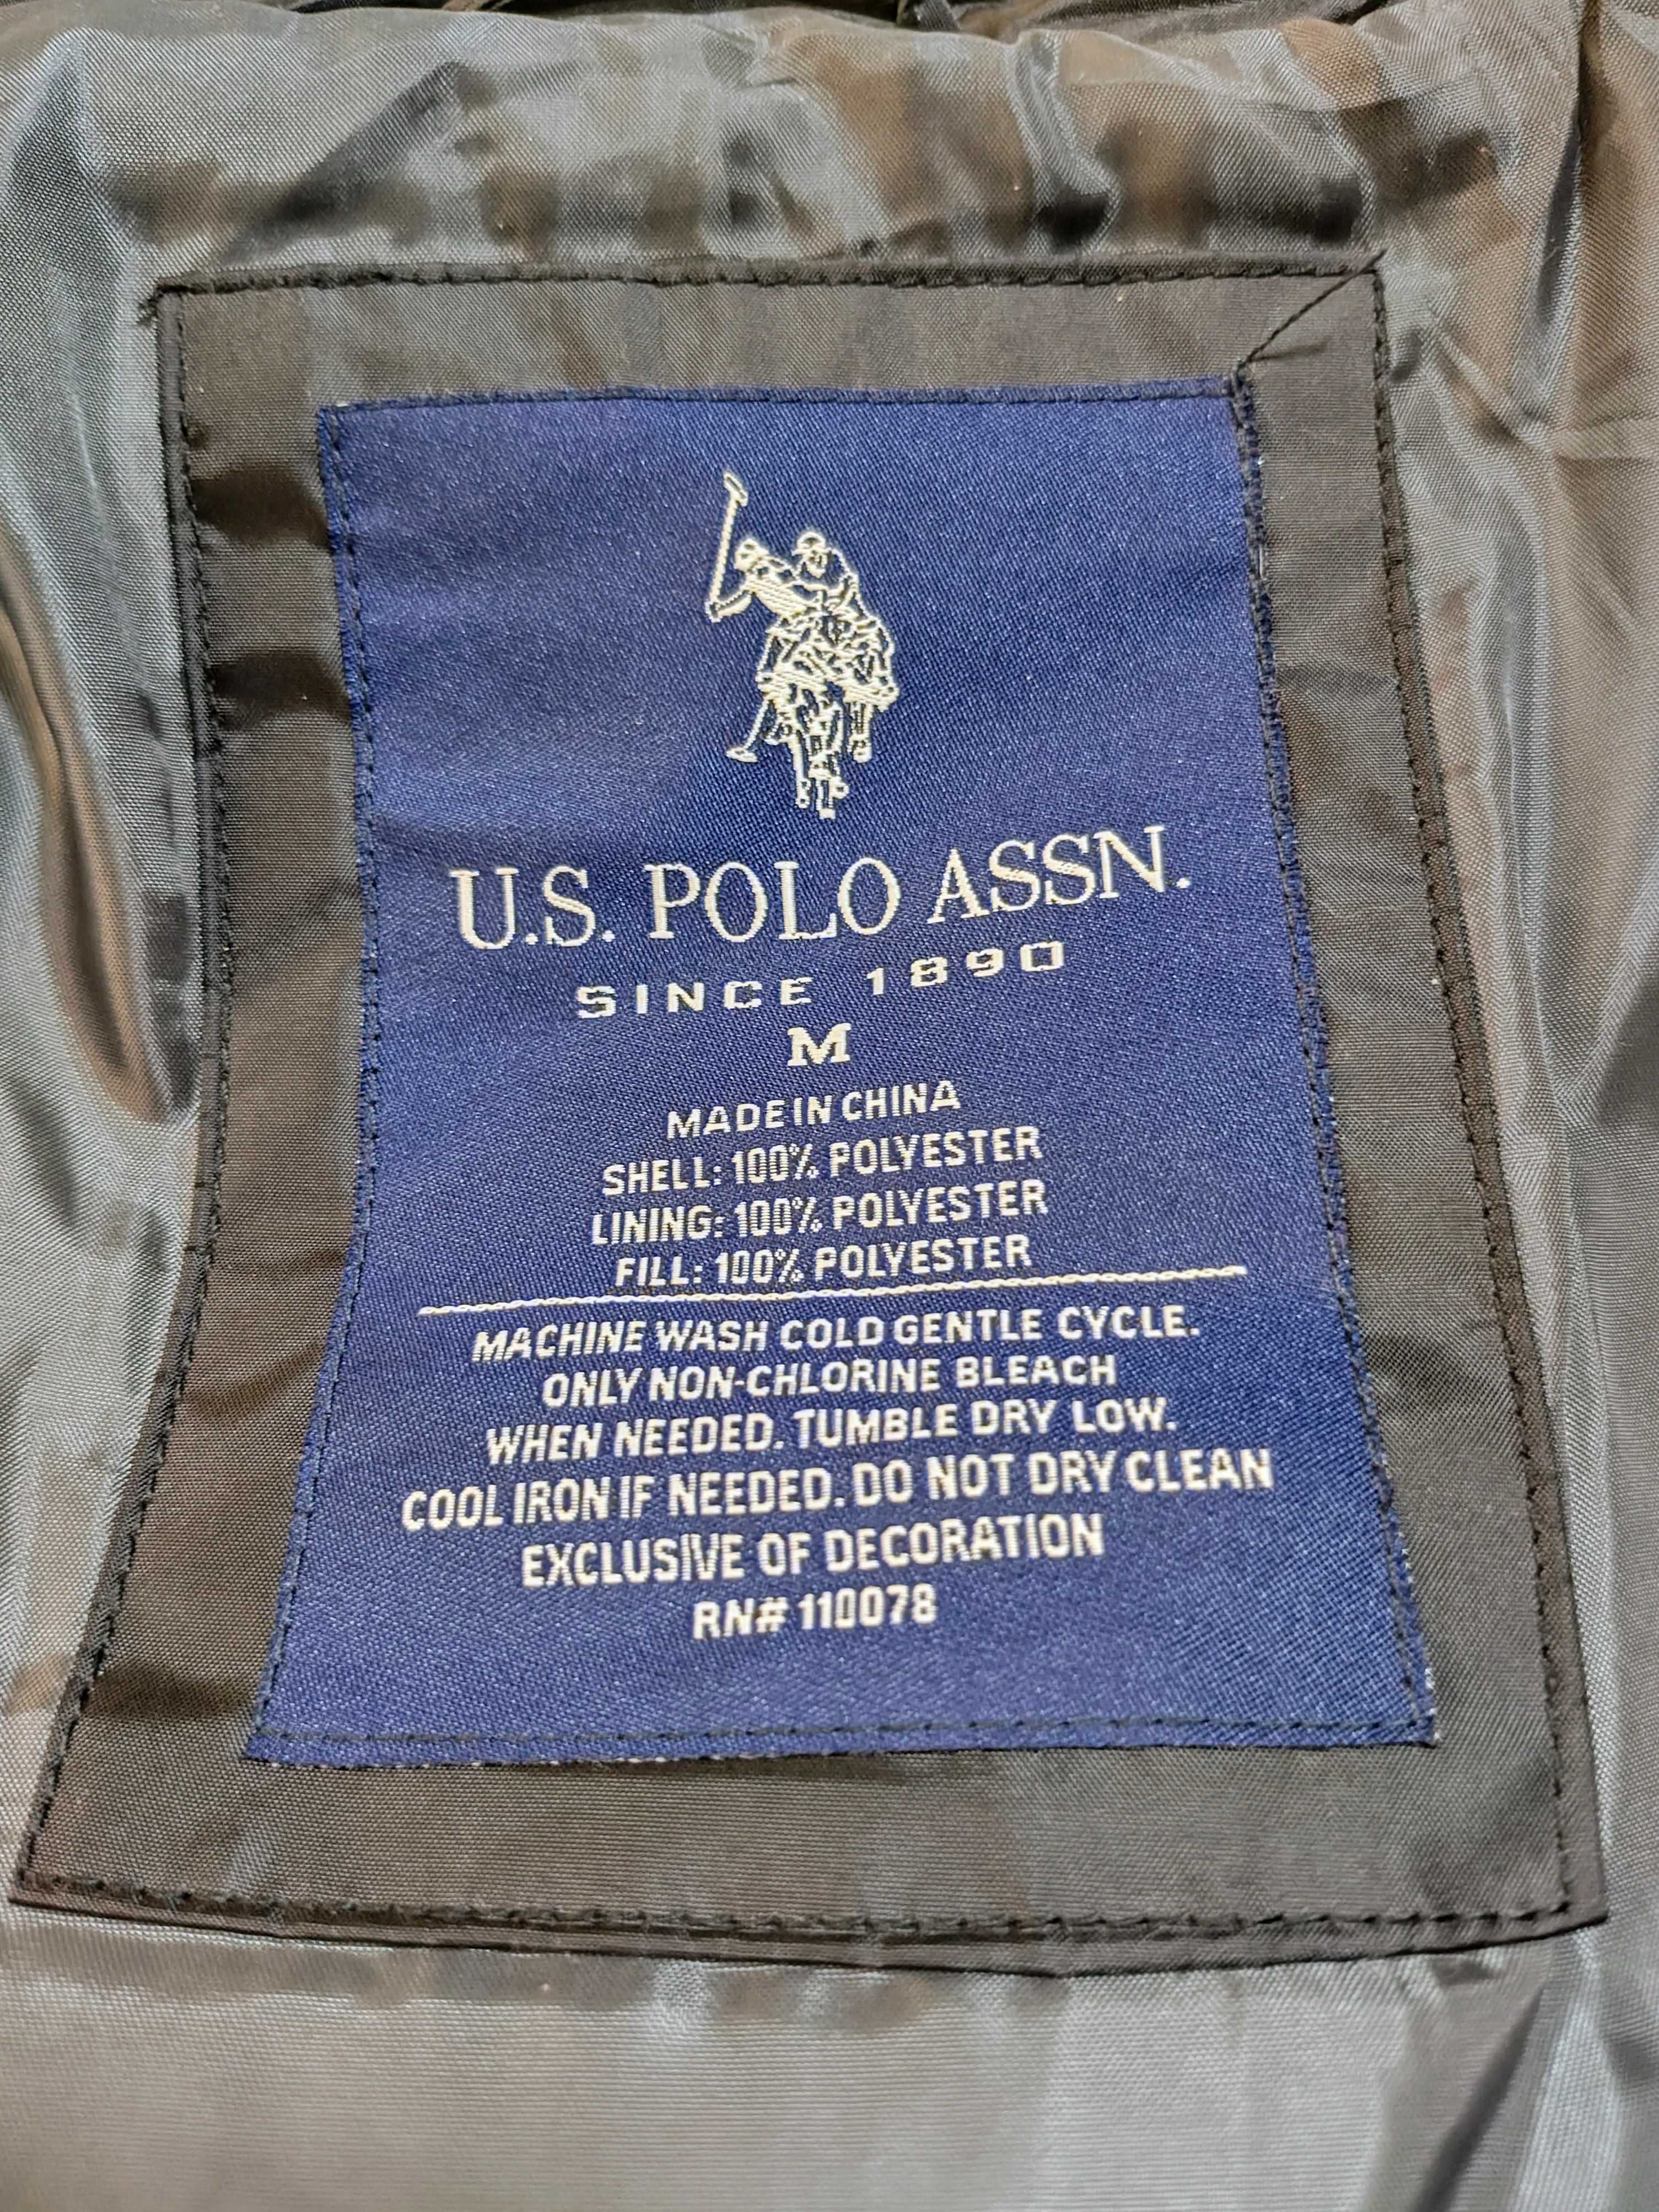 U.S. POLO ASSN.
SINCE 1890
M
MADE IN CHINA
SHELL: 100% POLYESTER
LINING: 100% POLYESTER
FILL: 100% POLYESTER
MACHINE WASH COLD GENTLE CYCLE.
ONLY NON-CHLORINE BLEACH
WHEN NEEDED. TUMBLE DRY LOW.
COOL IRON IF NEEDED. DO NOT DRY CLEAN
EXCLUSIVE OF DECORATION
RN# 110078